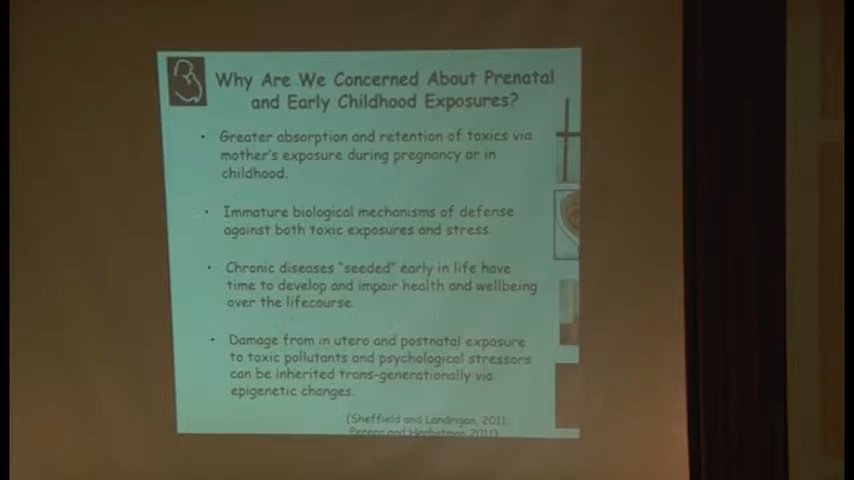 Why Are We Concerned About Prenatal
and Early Childhood Exposures?
• Greater absorption and retention of toxics via
mother's exposure during pregnancy or in
childhood.
• Immature biological mechanisms of defense
against both toxic exposures and stress.
• Chronic diseases "seeded" early in life have
time to develop and impair health and wellbeing
over the lifecourse.
• Damage from in utero and postnatal exposure
to toxic pollutants and psychological stressors
can be inherited trans-generationally via
epigenetic changes.
(Sheffield and Landrigan, 2011;
Perera and 2011)